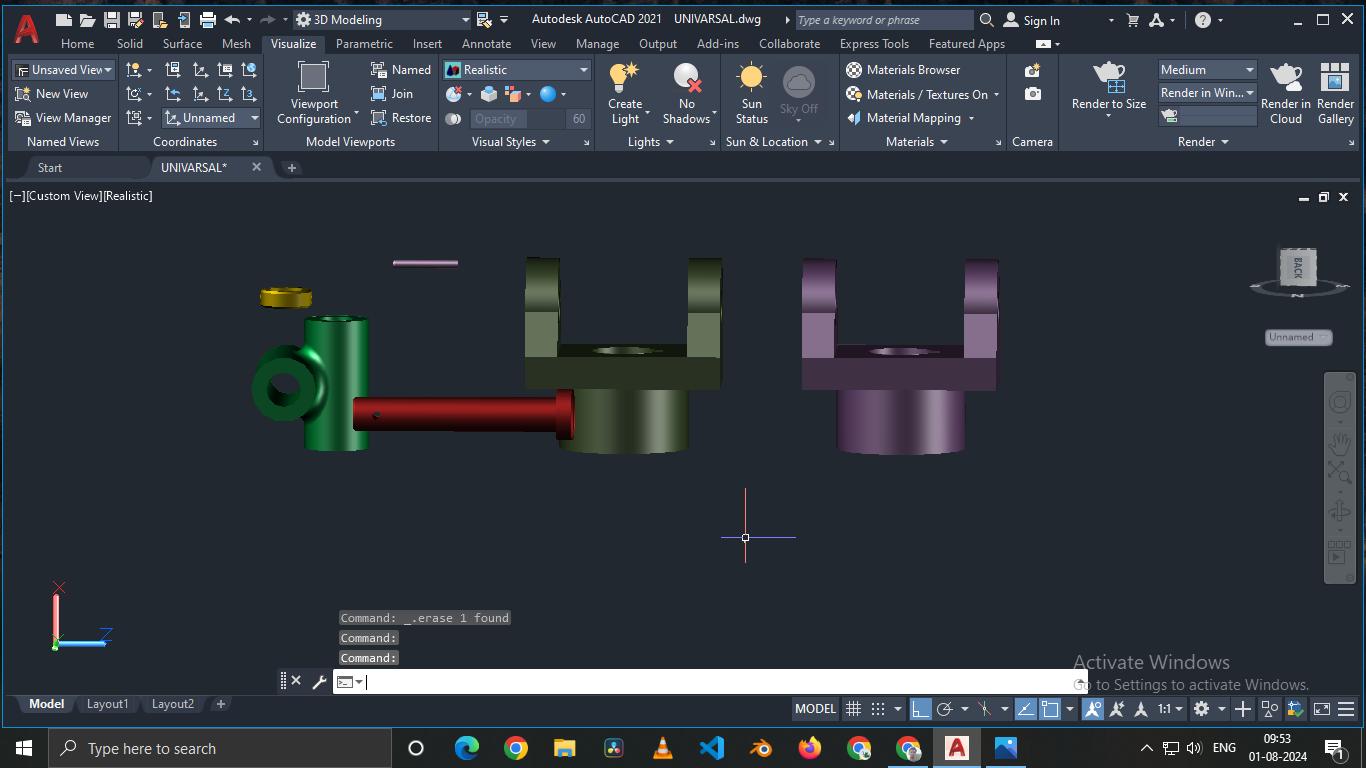 3D Modeling
Autodesk AutoCAD 2021 UNIVARSAL.dwg
Type a keyword or phrase
Sign In
Home Solid Surface Mesh Visualize Parametric Insert Annotate View Manage Output Add-ins Collaborate Express Tools Featured Apps
Unsaved View
New View
View Manager
Named Views
Unnamed
Coordinates
Viewport
Configuration
Named
Join
Restore
Model Viewports
Realistic
Opacity 60
Visual Styles
Create
Light
No
Shadows
Lights
Sun
Status
Sky Off
Sun & Location
Materials Browser
Materials / Textures On
Material Mapping
Materials
Camera
Render to Size
Medium
Render in Win...
Render in
Cloud
Render
Gallery
Render
Start UNIVARSAL*
[−][Custom View][Realistic]
BACK
N
Unnamed
X
Z
Command: _.erase 1 found
Command:
Command:
Activate Windows
Go to Settings to activate Windows.
Model Layout1 Layout2
MODEL 1:1
Type here to search
ENG
09:53
01-08-2024
1